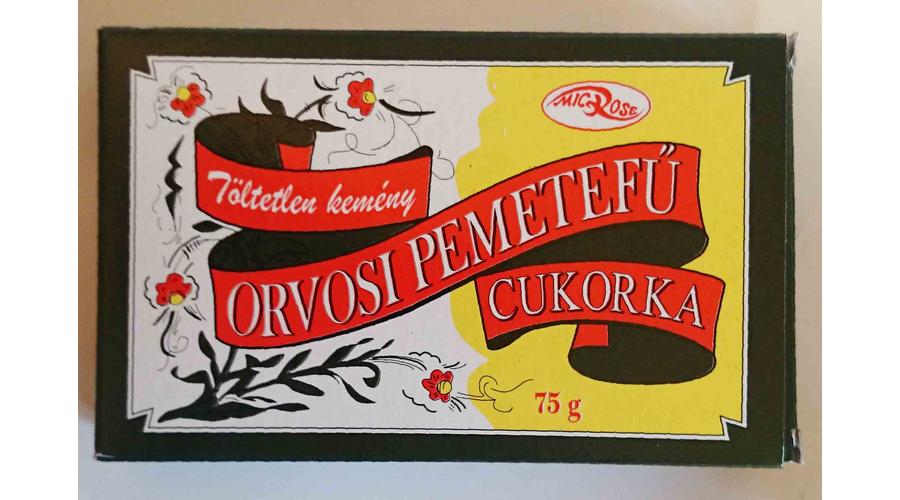 MICROSE
Töltetlen kemény
ORVOSI PEMETEFŰ
CUKORKA
75 g